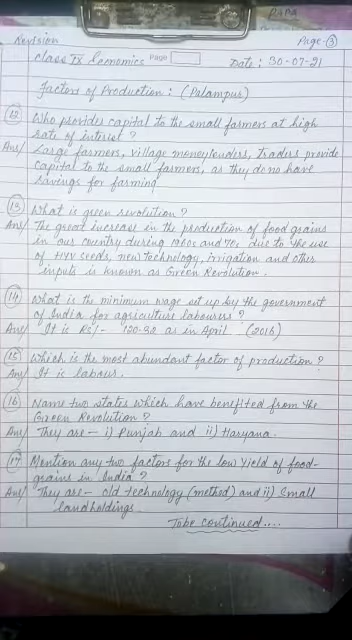 Revision
Page-③
Class IX Economics Page
Date: 30-07-21
Factors of Production: (Palampur)
⑫ Who provides capital to the small farmers at high
rate of interest?
Ans/ Large farmers, village moneylenders, traders provide
capital to the small farmers, as they do no have
savings for farming
⑬ What is green revolution?
Ans/ The great increase in the production of food grains
in our country during 1960s and 70s due to the use
of HYV seeds, new technology, irrigation and other
inputs is known as Green Revolution.
⑭ What is the minimum wage set up by the government
of India for agriculture labourers?
Ans It is Rs/- as in April (2016)
⑮ Which is the most abundant factor of production?
Ans/ It is labour.
⑯ Name two states which have benefited from the
Green Revolution?
Ans/ They are - i) Punjab and ii) Haryana.
⑰ Mention any two factors for the low yield of food-
grains in India?
Ans/ They are - old technology (method) and ii) Small
landholdings.
To be continued....